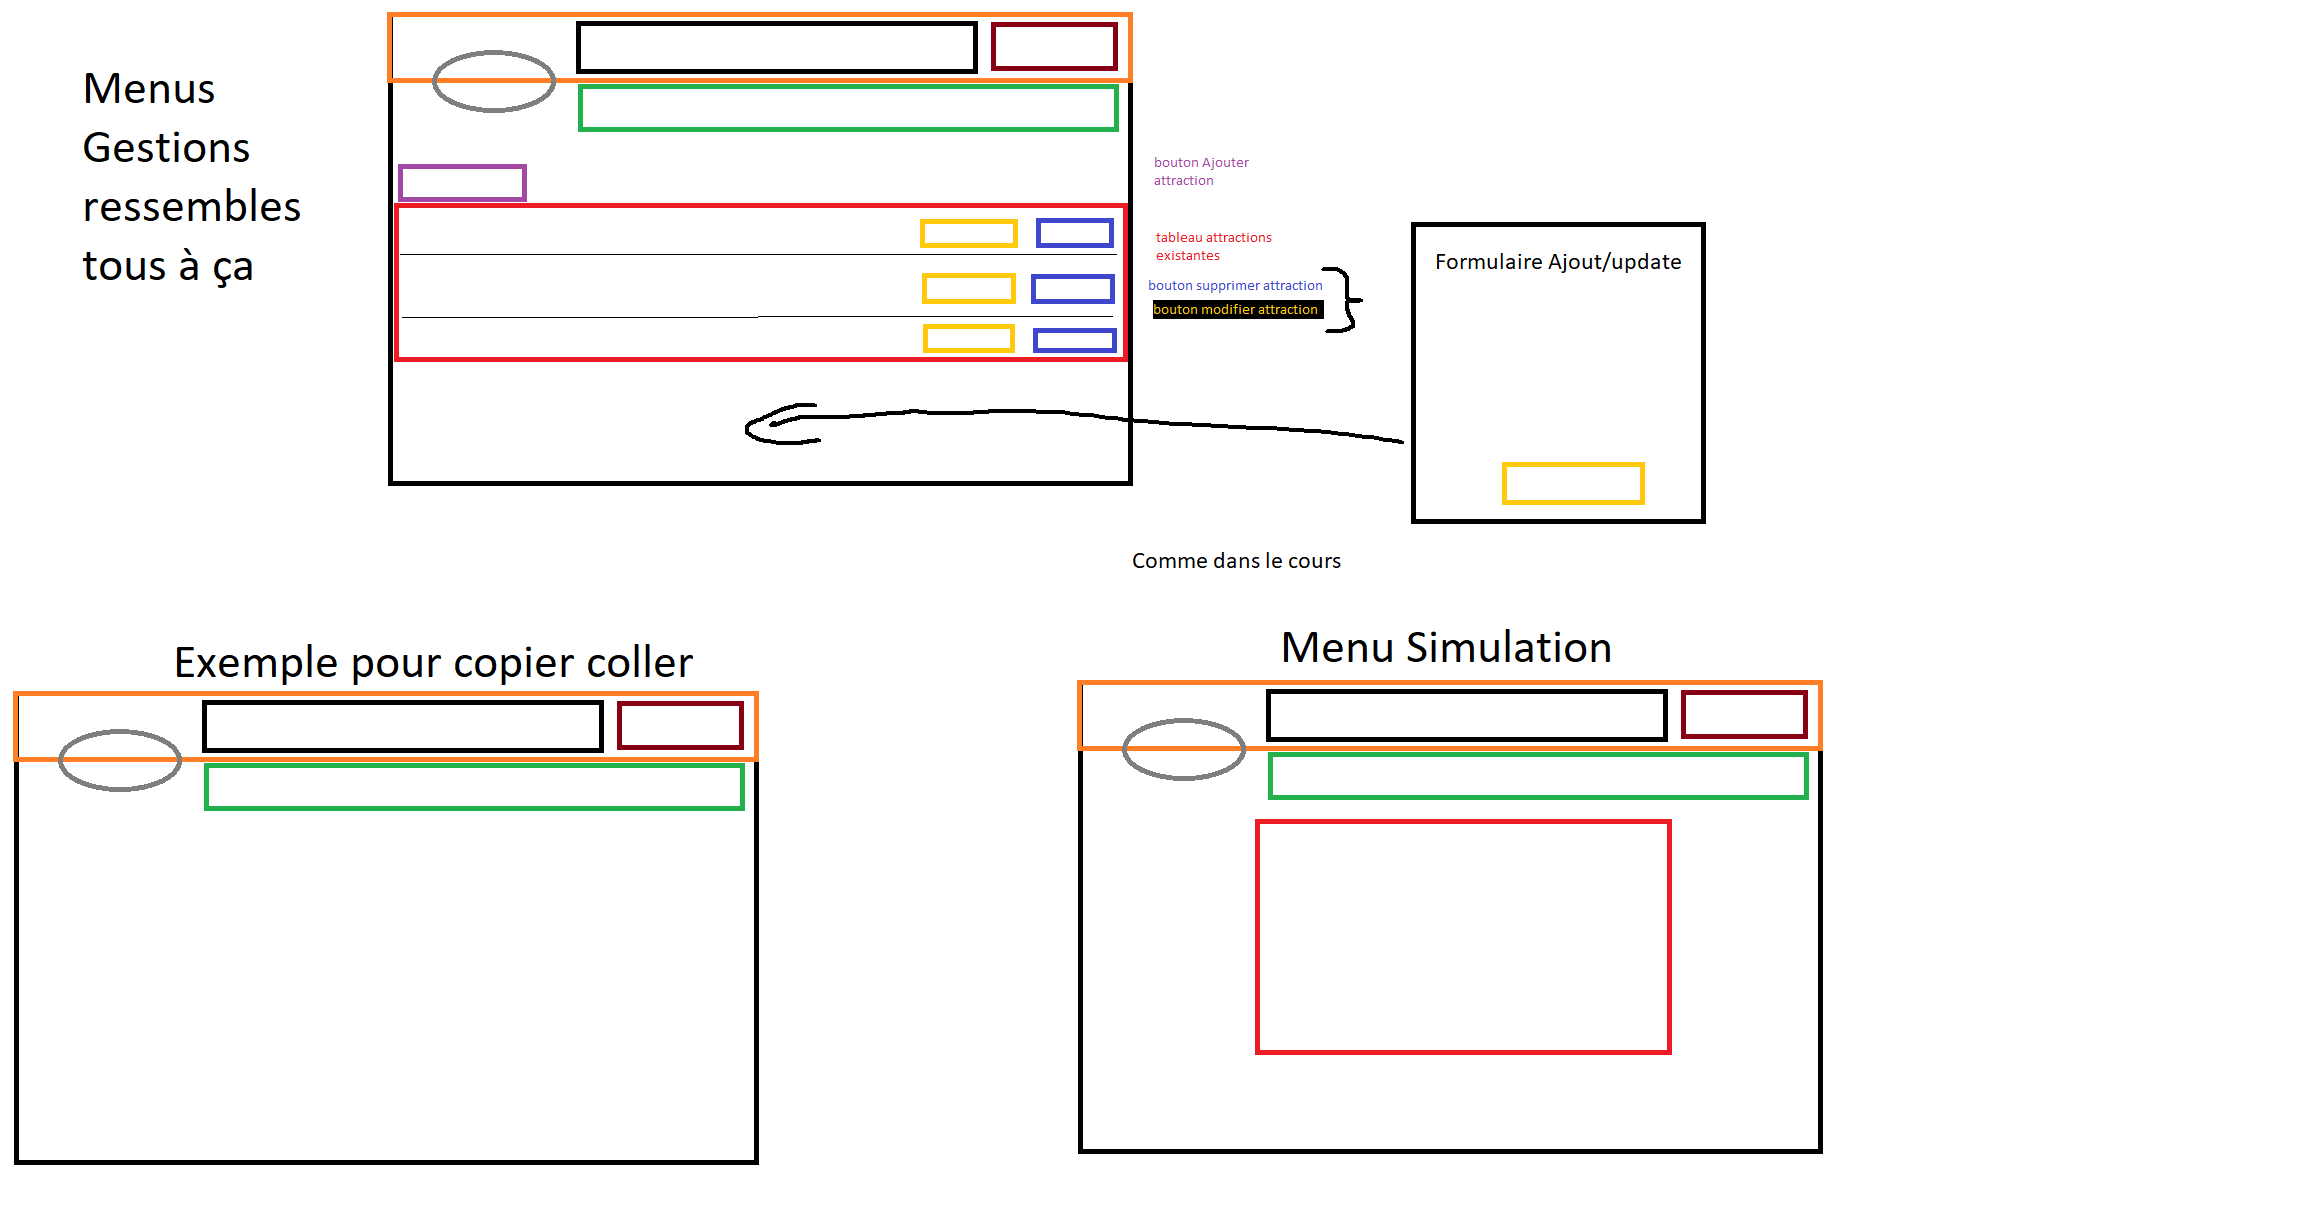 Menus
Gestions
ressembles
tous à ça
bouton Ajouter
attraction
tableau attractions
existantes
bouton supprimer attraction
bouton modifier attraction
Formulaire Ajout/update
Comme dans le cours
Exemple pour copier coller
Menu Simulation